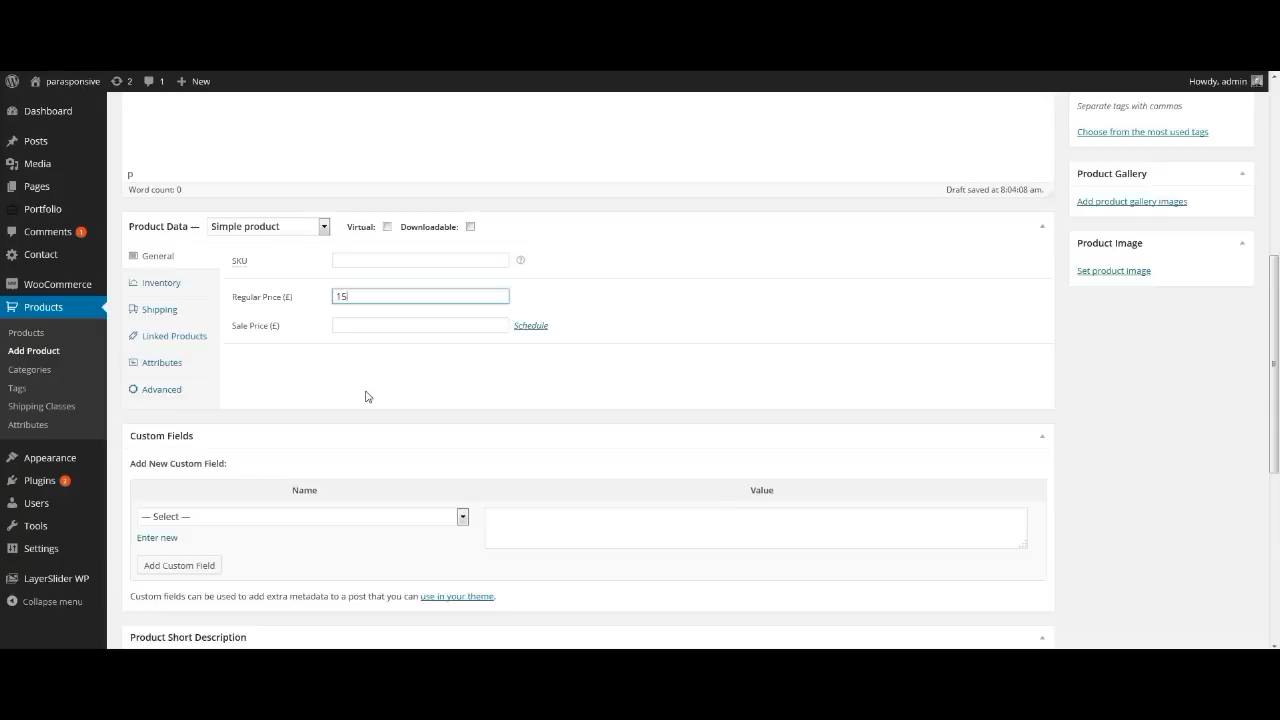 parasponsive 2 1 New Howdy, admin
Dashboard
Posts
Media
Pages
Portfolio
Comments 1
Contact
WooCommerce
Products
Products
Add Product
Categories
Tags
Shipping Classes
Attributes
Appearance
Plugins 2
Users
Tools
Settings
LayerSlider WP
Collapse menu
p
Word count: 0 Draft saved at 8:04:08 am.
Product Data — Simple product Virtual: Downloadable:
General
Inventory
Shipping
Linked Products
Attributes
Advanced
SKU
Regular Price (£) 15
Sale Price (£) Schedule
Custom Fields
Add New Custom Field:
Name Value
— Select —
Enter new
Add Custom Field
Custom fields can be used to add extra metadata to a post that you can use in your theme.
Product Short Description
Separate tags with commas
Choose from the most used tags
Product Gallery
Add product gallery images
Product Image
Set product image